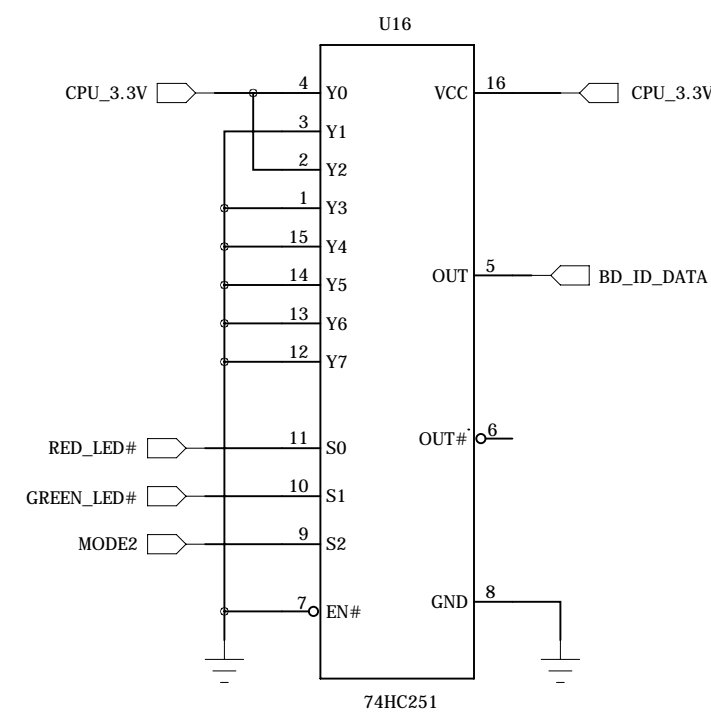 U16
CPU_3.3V 4 Y0 VCC 16 CPU_3.3V
3 Y1
2 Y2
1 Y3
15 Y4
OUT 5 BD_ID_DATA
14 Y5
13 Y6
12 Y7
RED_LED# 11 S0 OUT# 6
GREEN_LED# 10 S1
MODE2 9 S2
7 EN# GND 8
74HC251